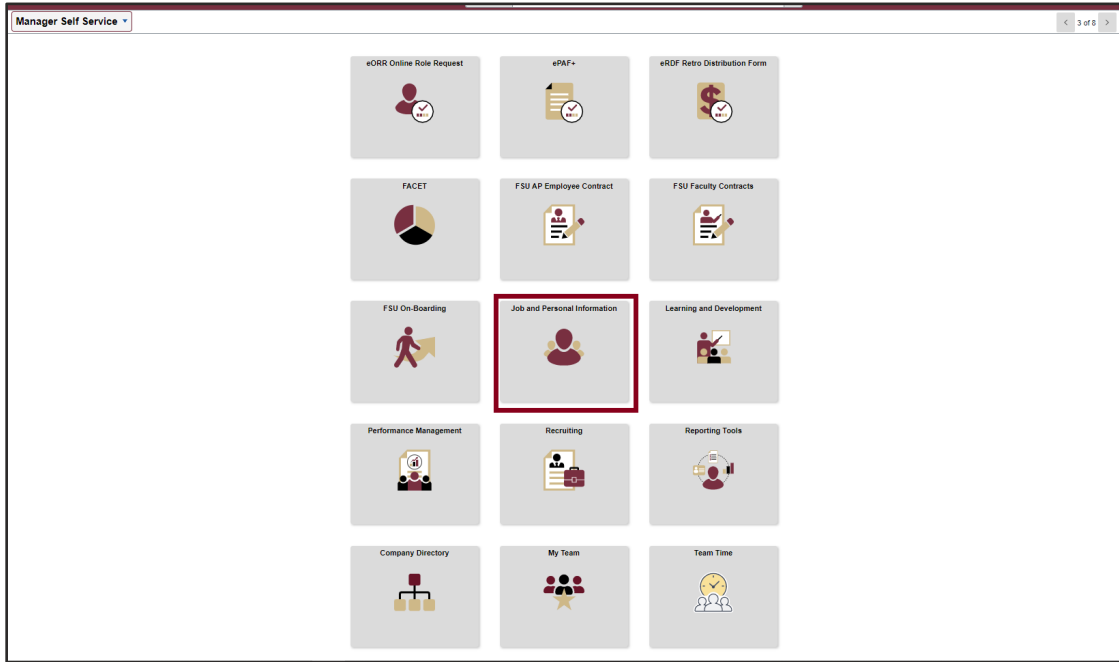 Manager Self Service
3 of 8
eORR Online Role Request
ePAF+
eRDF Retro Distribution Form
FACET
FSU AP Employee Contract
FSU Faculty Contracts
FSU On-Boarding
Job and Personal Information
Learning and Development
Performance Management
Recruiting
Reporting Tools
Company Directory
My Team
Team Time